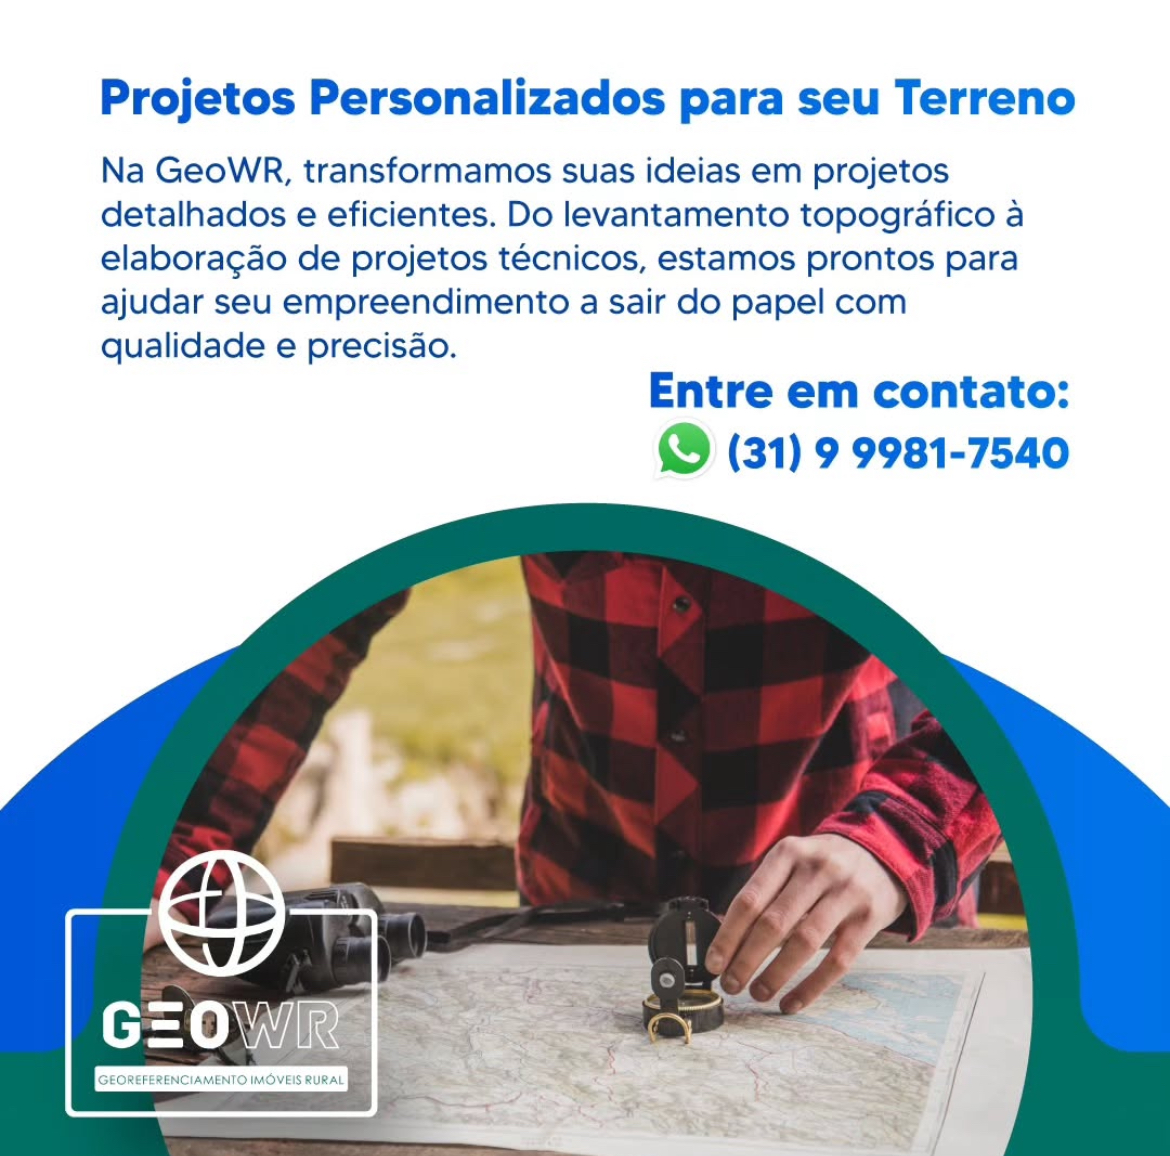 Projetos Personalizados para seu Terreno
Na GeoWR, transformamos suas ideias em projetos
detalhados e eficientes. Do levantamento topográfico à
elaboração de projetos técnicos, estamos prontos para
ajudar seu empreendimento a sair do papel com
qualidade e precisão.
Entre em contato:
(31) 9 9981-7540
GEOWR
GEOREFERENCIAMENTO IMÓVEIS RURAL